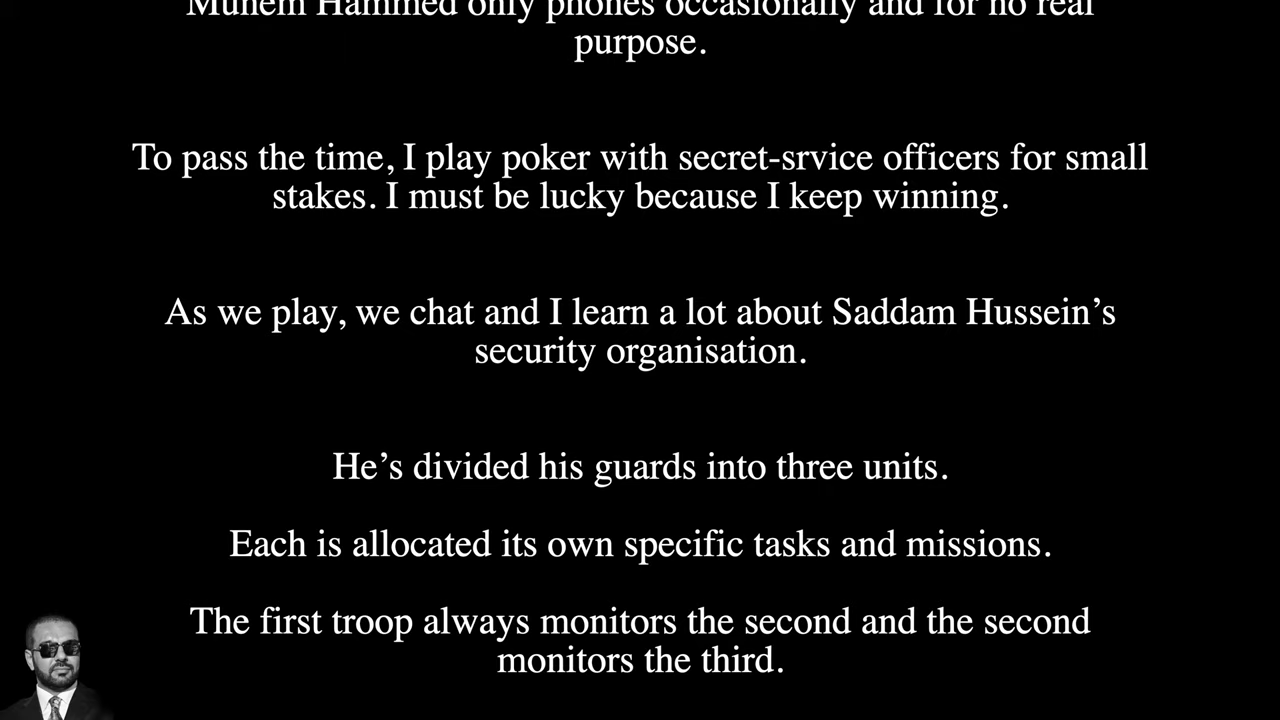 Munem Hammed only phones occasionally and for no real
purpose.
To pass the time, I play poker with secret-srvice officers for small
stakes. I must be lucky because I keep winning.
As we play, we chat and I learn a lot about Saddam Hussein’s
security organisation.
He’s divided his guards into three units.
Each is allocated its own specific tasks and missions.
The first troop always monitors the second and the second
monitors the third.